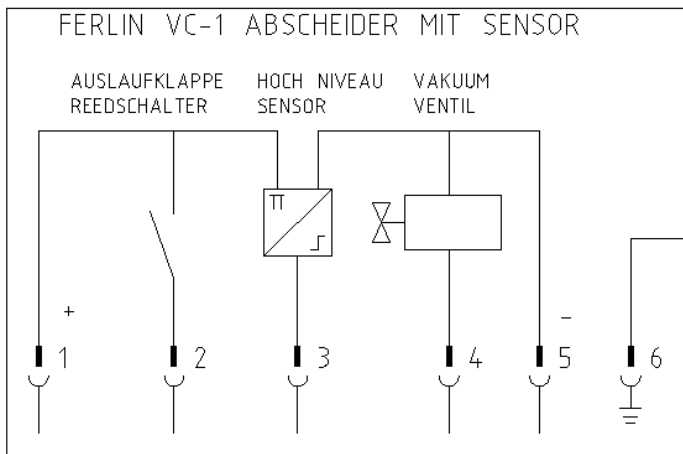 FERLIN VC-1 ABSCHEIDER MIT SENSOR
AUSLAUFKLAPPE
REEDSCHALTER
HOCH NIVEAU
SENSOR
VAKUUM
VENTIL
+
-
1
2
3
4
5
6